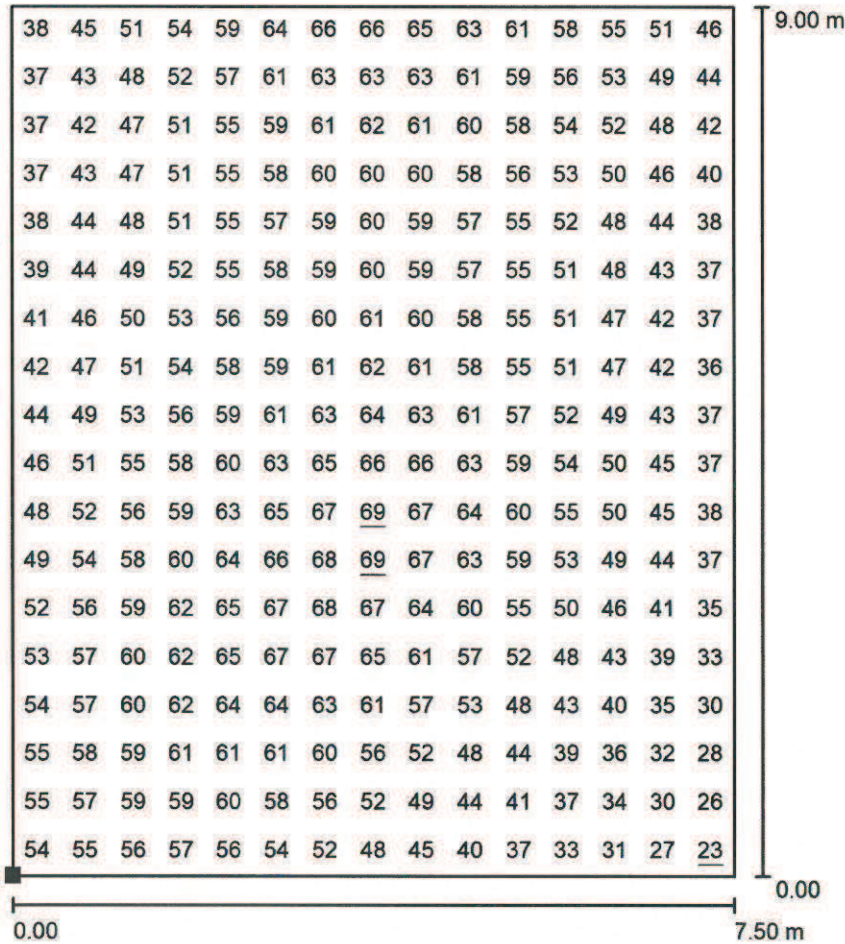 38 45 51 54 59 64 66 66 65 63 61 58 55 51 46 9.00 m
37 43 48 52 57 61 63 63 63 61 59 56 53 49 44
37 42 47 51 55 59 61 62 61 60 58 54 52 48 42
37 43 47 51 55 58 60 60 60 58 56 53 50 46 40
38 44 48 51 55 57 59 60 59 57 55 52 48 44 38
39 44 49 52 55 58 59 60 59 57 55 51 48 43 37
41 46 50 53 56 59 60 61 60 58 55 51 47 42 37
42 47 51 54 58 59 61 62 61 58 55 51 47 42 36
44 49 53 56 59 61 63 64 63 61 57 52 49 43 37
46 51 55 58 60 63 65 66 66 63 59 54 50 45 37
48 52 56 59 63 65 67 69 67 64 60 55 50 45 38
49 54 58 60 64 66 68 69 67 63 59 53 49 44 37
52 56 59 62 65 67 68 67 64 60 55 50 46 41 35
53 57 60 62 65 67 67 65 61 57 52 48 43 39 33
54 57 60 62 64 64 63 61 57 53 48 43 40 35 30
55 58 59 61 61 61 60 56 52 48 44 39 36 32 28
55 57 59 59 60 58 56 52 49 44 41 37 34 30 26
54 55 56 57 56 54 52 48 45 40 37 33 31 27 23
0.00
0.00 7.50 m